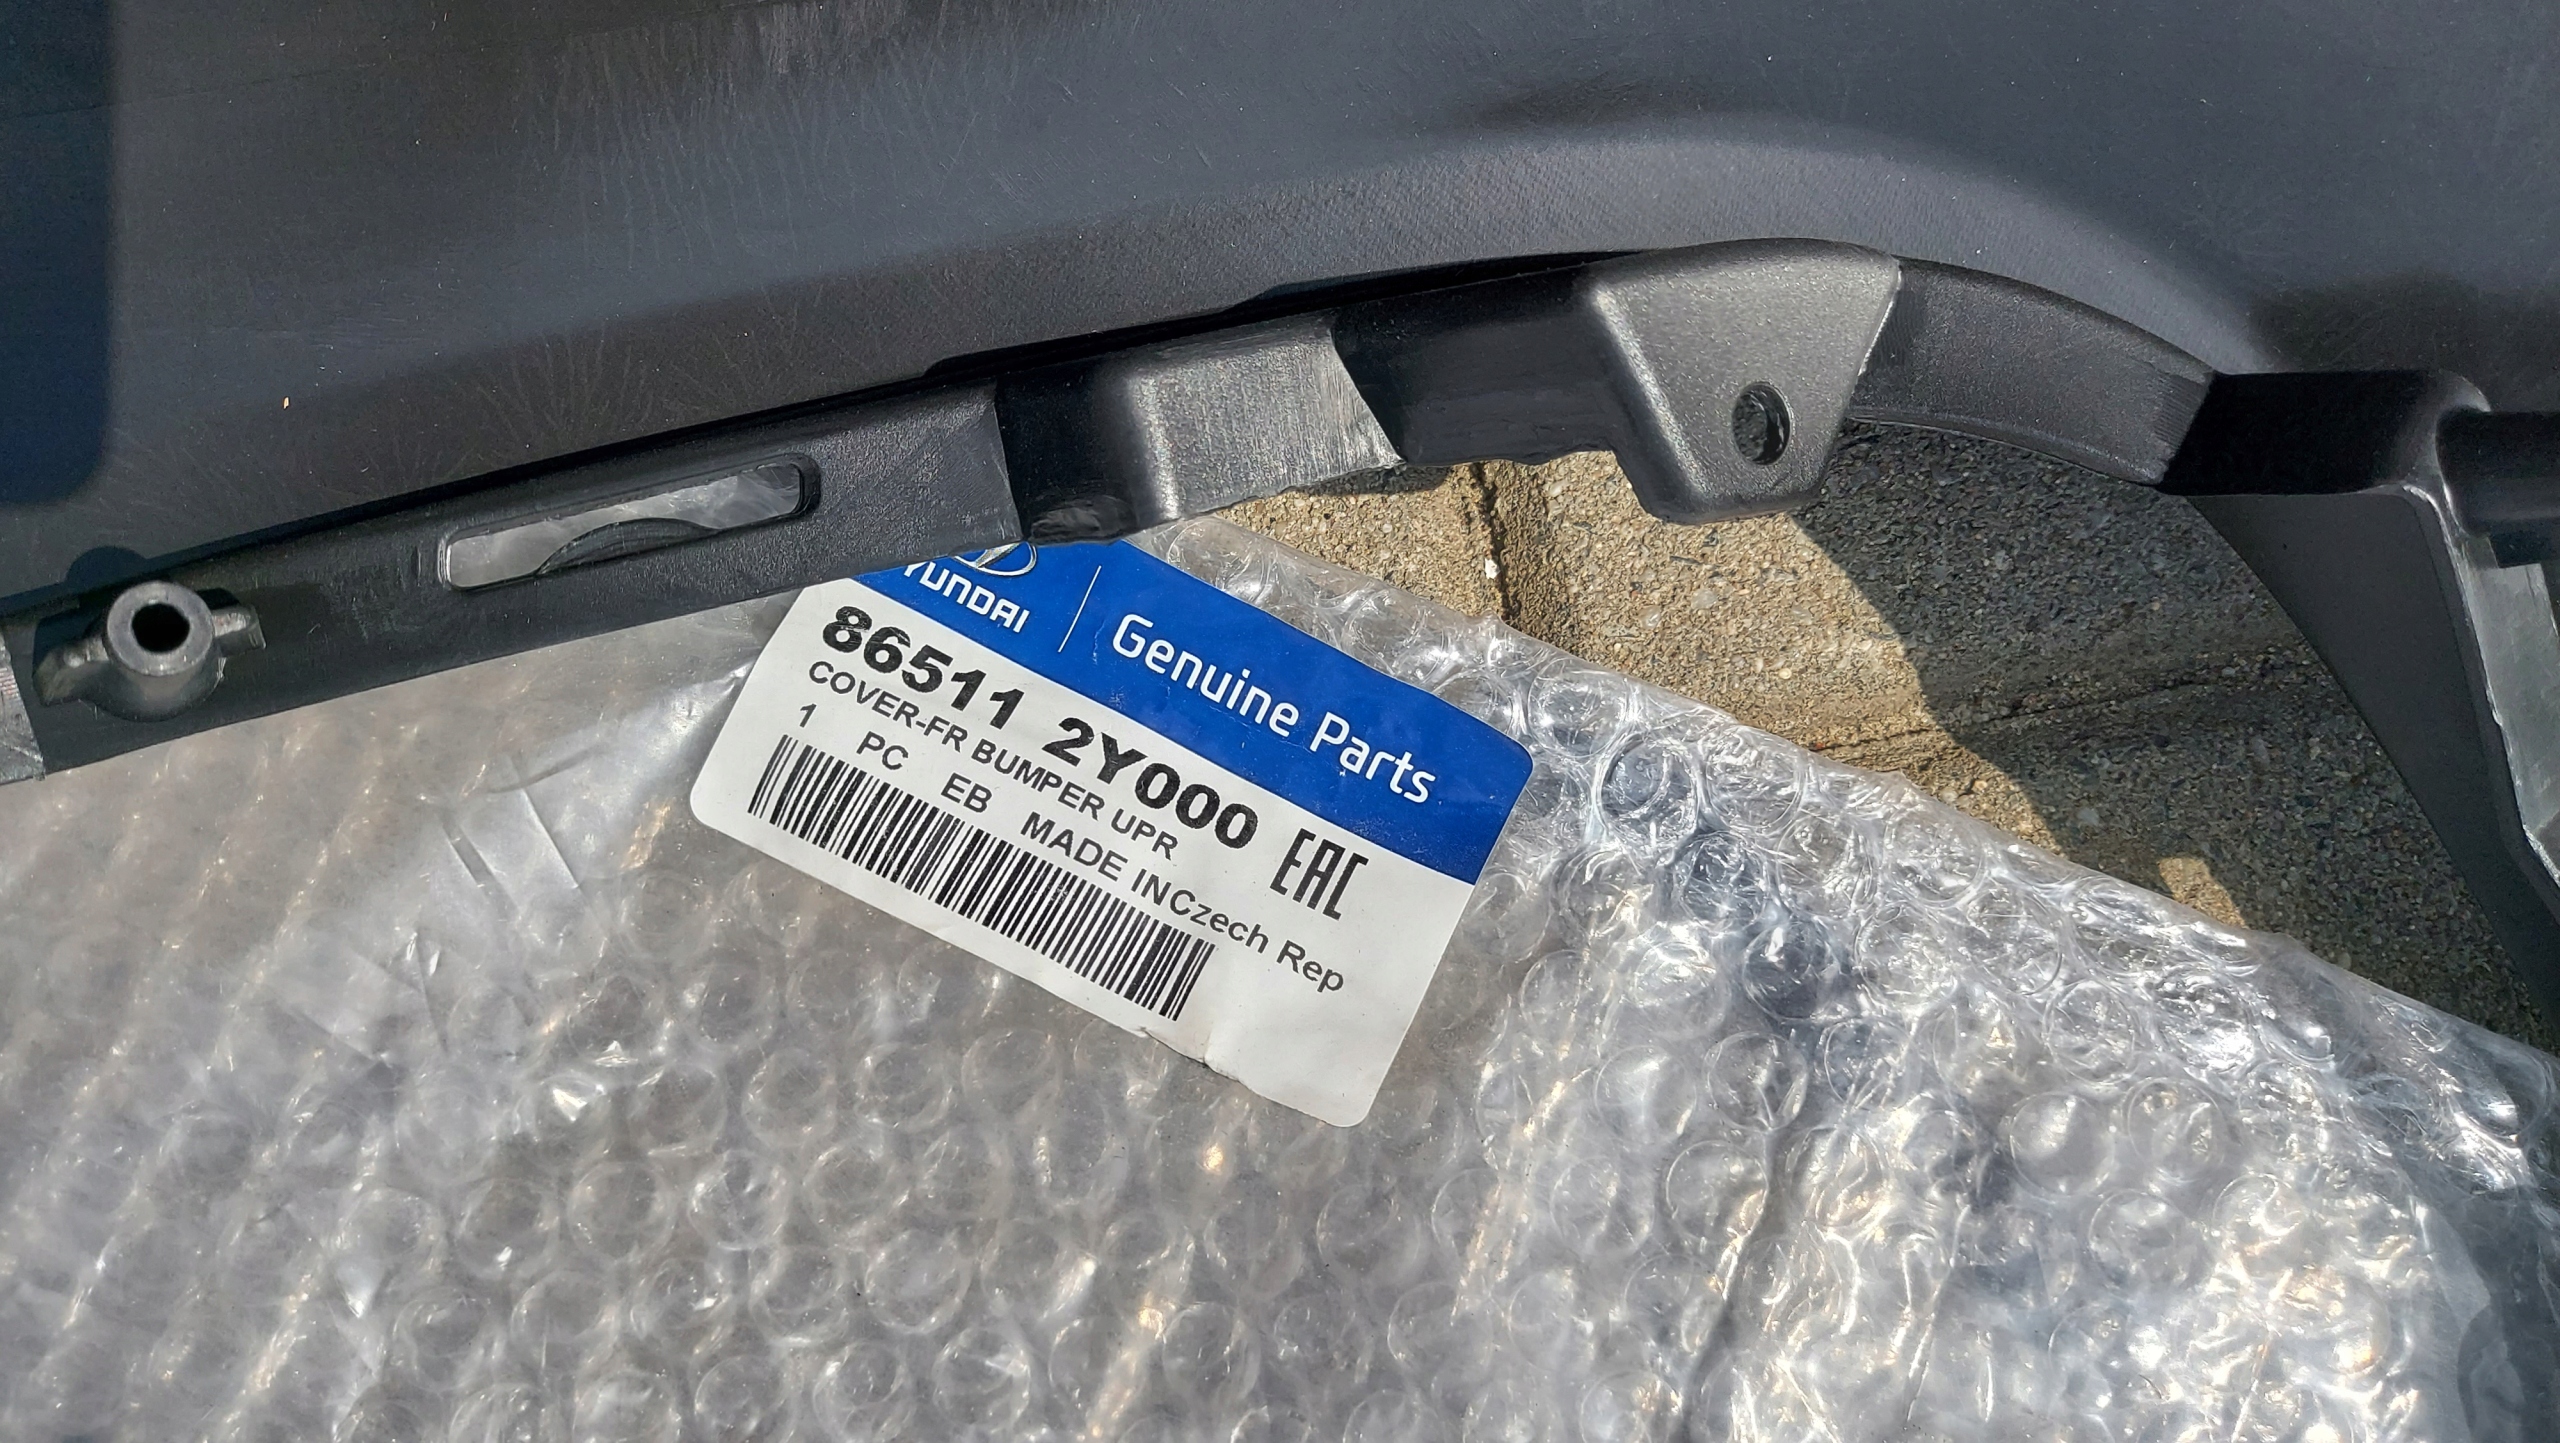 HYUNDAI | Genuine Parts
86511 2Y000
COVER-FR BUMPER UPR
1 PC EB MADE INCzech Rep
EAC